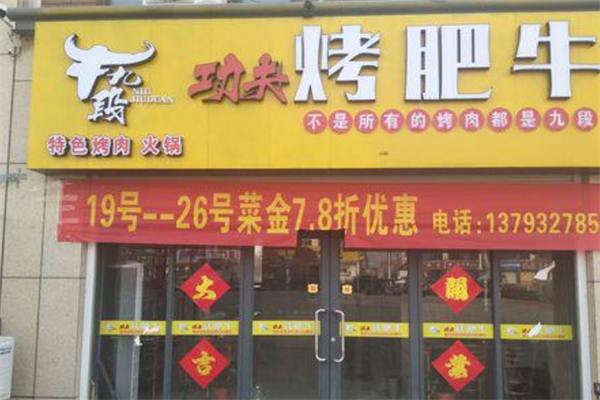 牛九段
NIU
JIUDUAN
功夫烤肥牛
不是所有的烤肉都是九段
特色烤肉 火锅
19号--26号菜金7.8折优惠 电话:137932785
大吉
開業